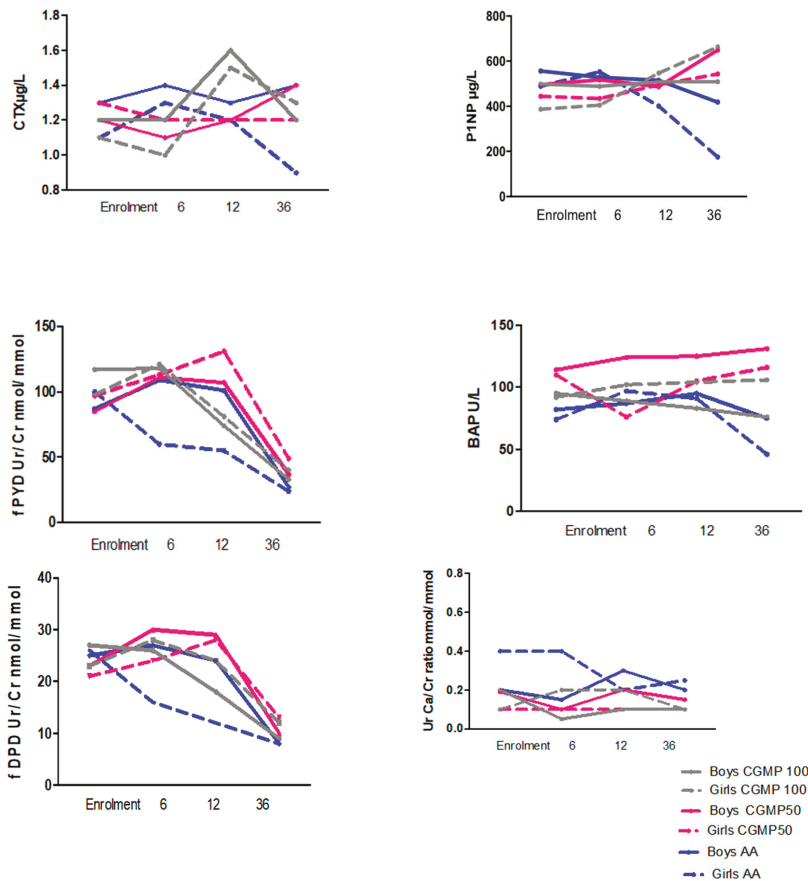 CTXµg/L
1.8
1.6
1.4
1.2
1.0
0.8
Enrolment 6 12 36
P1NP µg/L
800
600
400
200
0
Enrolment 6 12 36
fPYD Ur/Cr nmol/mmol
150
100
50
0
Enrolment 6 12 36
BAP U/L
150
100
50
0
Enrolment 6 12 36
fDPD Ur/Cr nmol/mmol
40
30
20
10
0
Enrolment 6 12 36
Ur Ca/Cr ratio mmol/mmol
0.8
0.6
0.4
0.2
0.0
Enrolment 6 12 36
Boys CGMP 100
Girls CGMP 100
Boys CGMP50
Girls CGMP50
Boys AA
Girls AA